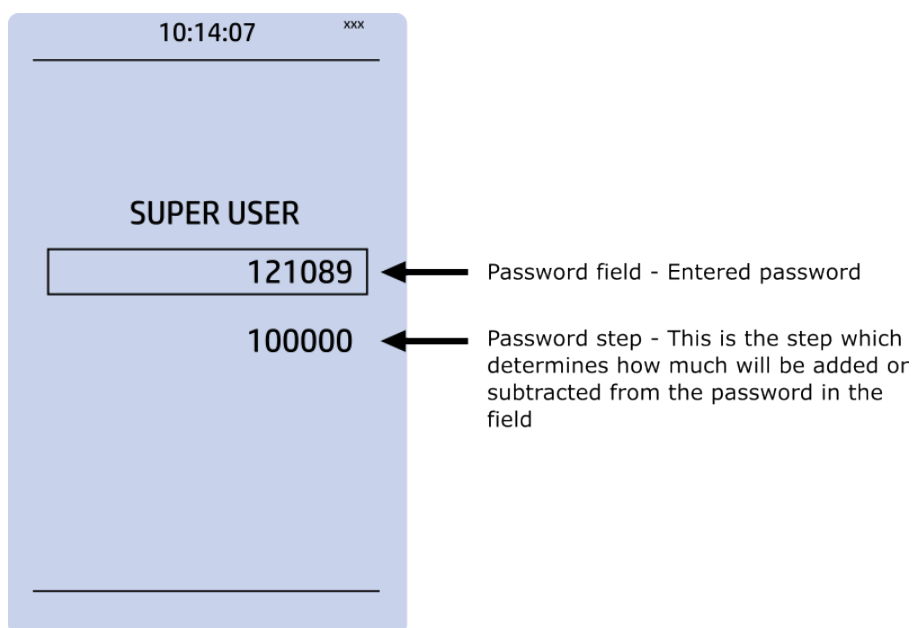 10:14:07 xxx
SUPER USER
121089
Password field - Entered password
100000
Password step - This is the step which
determines how much will be added or
subtracted from the password in the
field